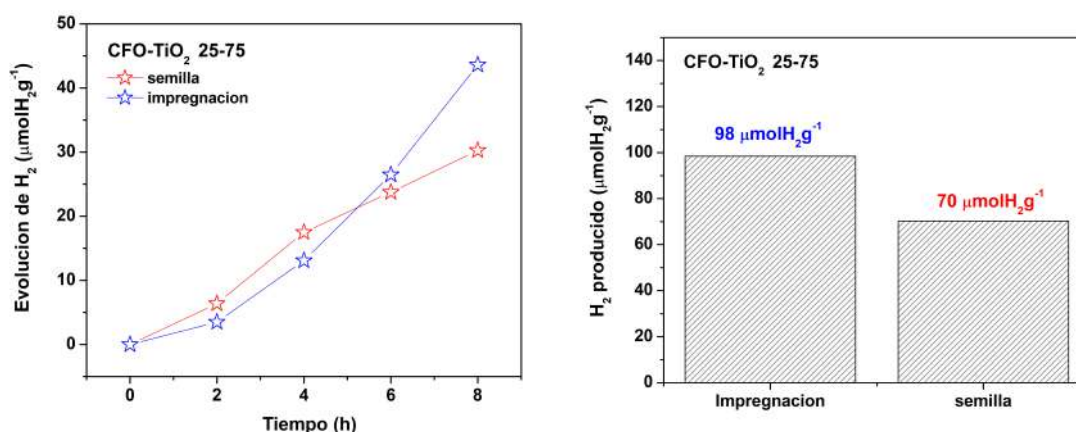 50
40
30
20
10
0
Evolucion de H₂ (μmolH₂g⁻¹)
CFO-TiO₂ 25-75
semilla
impregnacion
0 2 4 6 8
Tiempo (h)
140
120
100
80
60
40
20
0
H₂ producido (μmolH₂g⁻¹)
CFO-TiO₂ 25-75
98 μmolH₂g⁻¹
70 μmolH₂g⁻¹
Impregnacion semilla